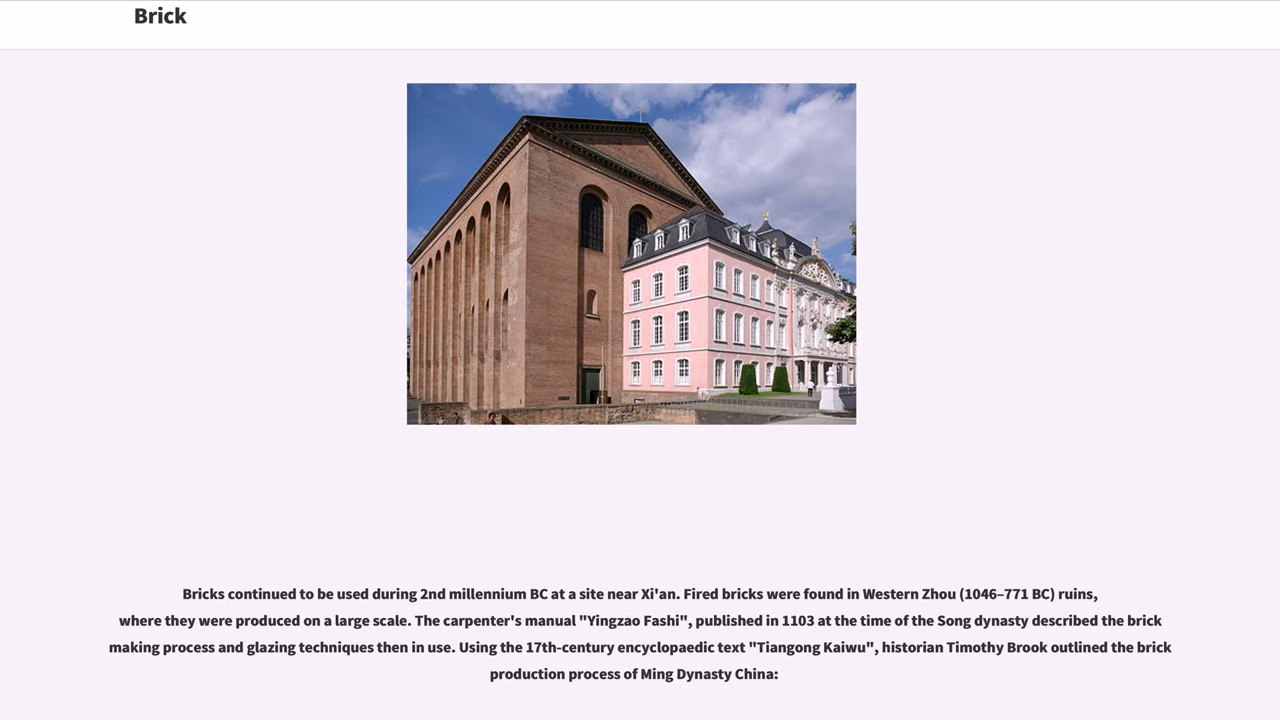 Brick
Bricks continued to be used during 2nd millennium BC at a site near Xi'an. Fired bricks were found in Western Zhou (1046–771 BC) ruins,
where they were produced on a large scale. The carpenter's manual "Yingzao Fashi", published in 1103 at the time of the Song dynasty described the brick
making process and glazing techniques then in use. Using the 17th-century encyclopaedic text "Tiangong Kaiwu", historian Timothy Brook outlined the brick
production process of Ming Dynasty China: